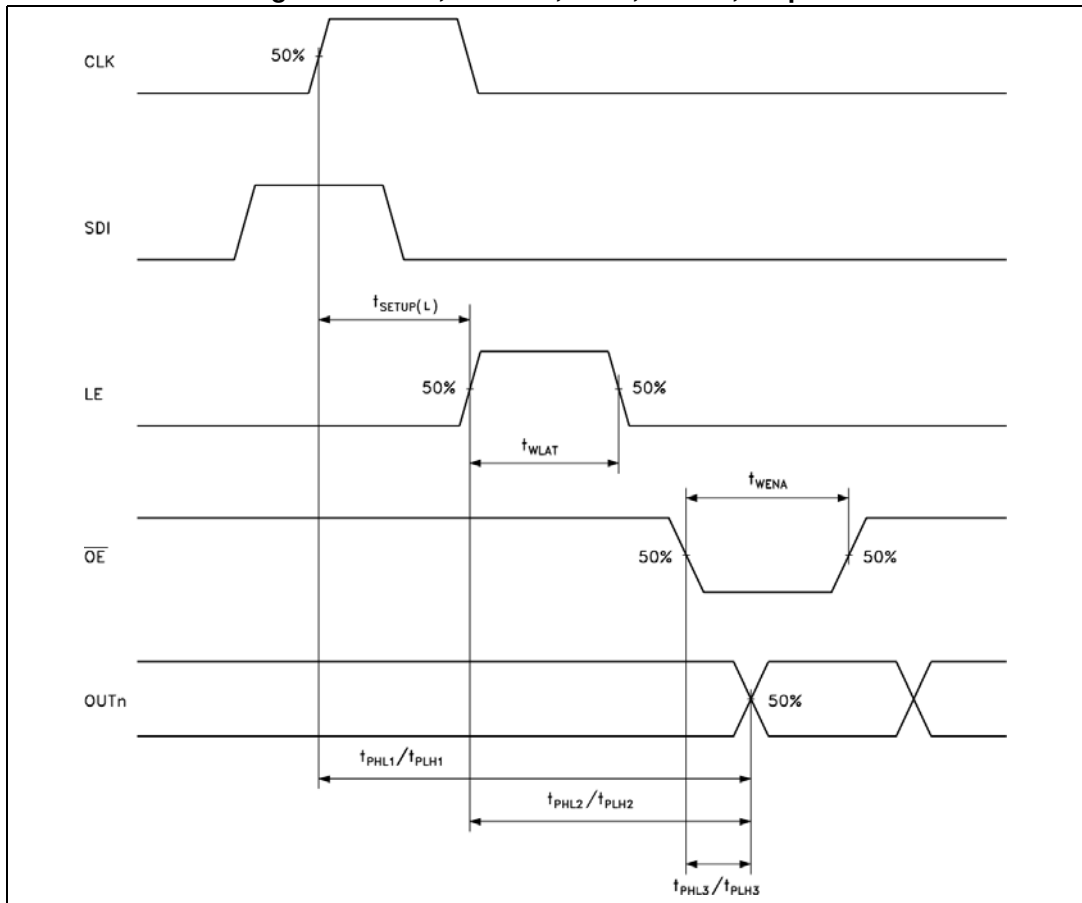 CLK
50%
SDI
tSETUP(L)
LE
50%
50%
tWLAT
tWENA
OE
50%
50%
OUTn
50%
tPHL1/tPLH1
tPHL2/tPLH2
tPHL3/tPLH3